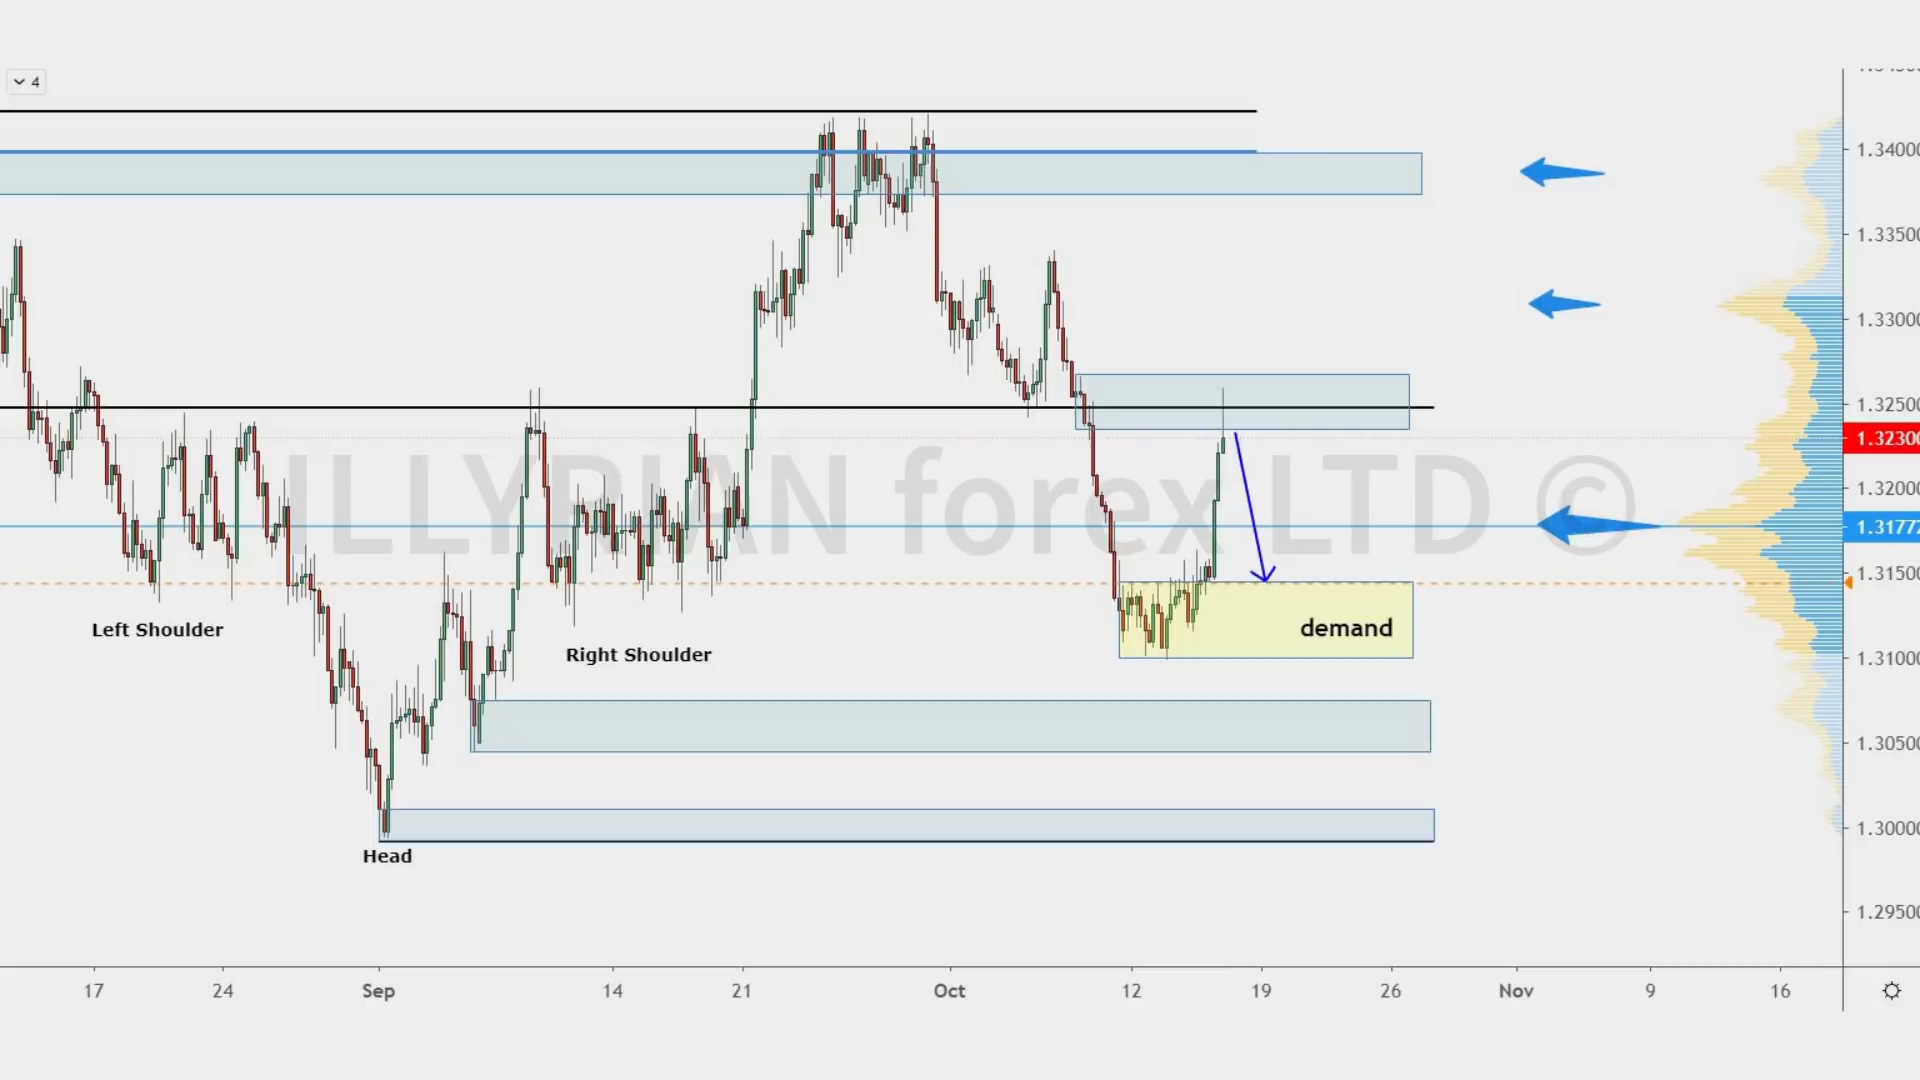 4
1.34000
1.33500
1.33000
1.32500
1.32300
ILLYRIAN forex LTD ©
1.32000
1.31772
1.31500
Left Shoulder
demand
Right Shoulder
1.31000
1.30500
1.30000
Head
1.29500
17 24 Sep 14 21 Oct 12 19 26 Nov 9 16